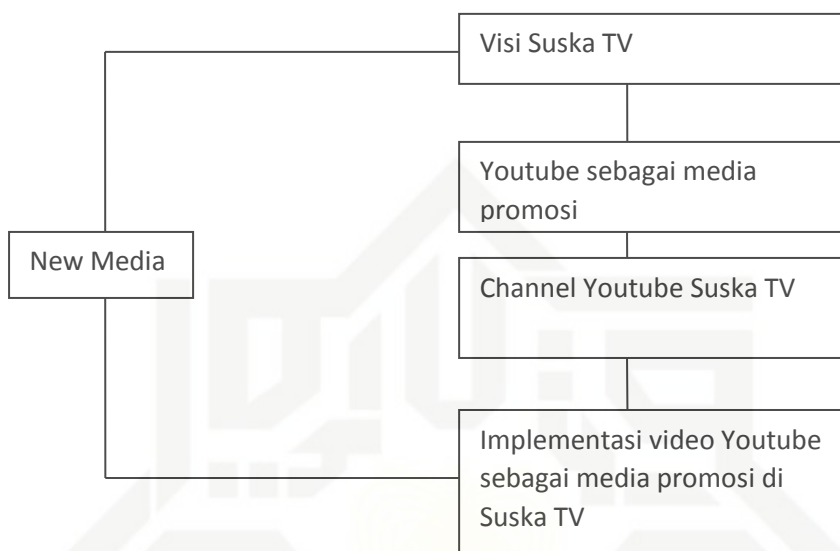 Visi Suska TV
Youtube sebagai media
promosi
New Media
Channel Youtube Suska TV
Implementasi video Youtube
sebagai media promosi di
Suska TV